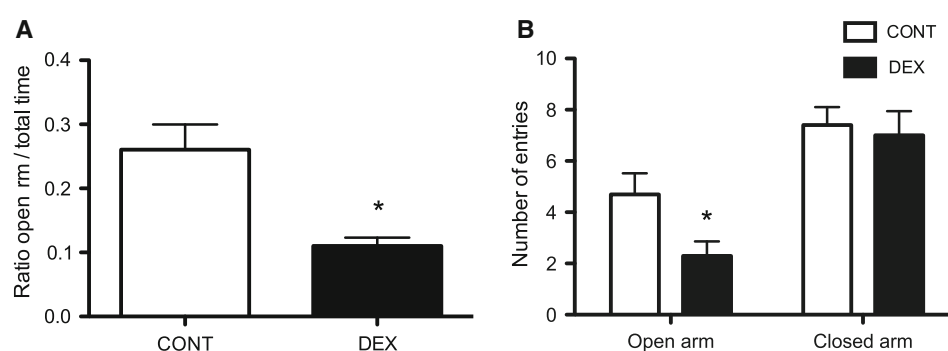 A
Ratio open rm / total time
0.4
0.3
0.2
0.1
0.0
*
CONT
DEX
B
CONT
DEX
Number of entries
10
8
6
4
2
0
*
Open arm
Closed arm